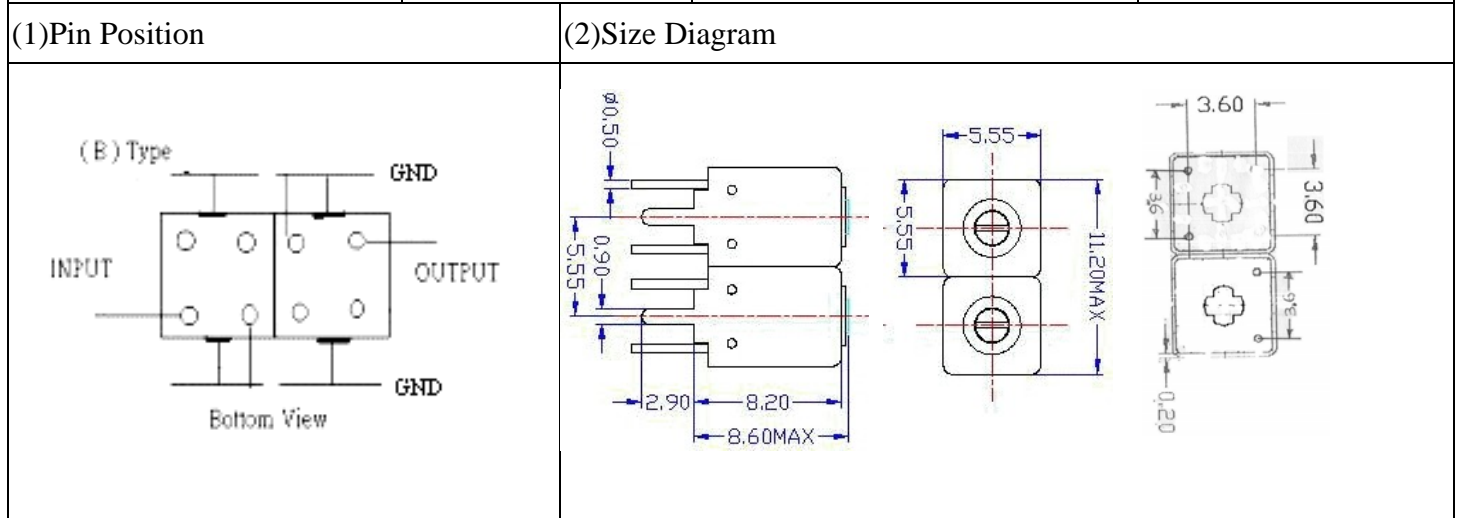 (1)Pin Position
(2)Size Diagram
(B) Type
GND
INPUT
OUTPUT
GND
Bottom View
ø0.50
5.55
0.90
2.90
8.20
8.60MAX
5.55
5.55
11.20MAX
3.60
3.6
3.60
3.6
0.20